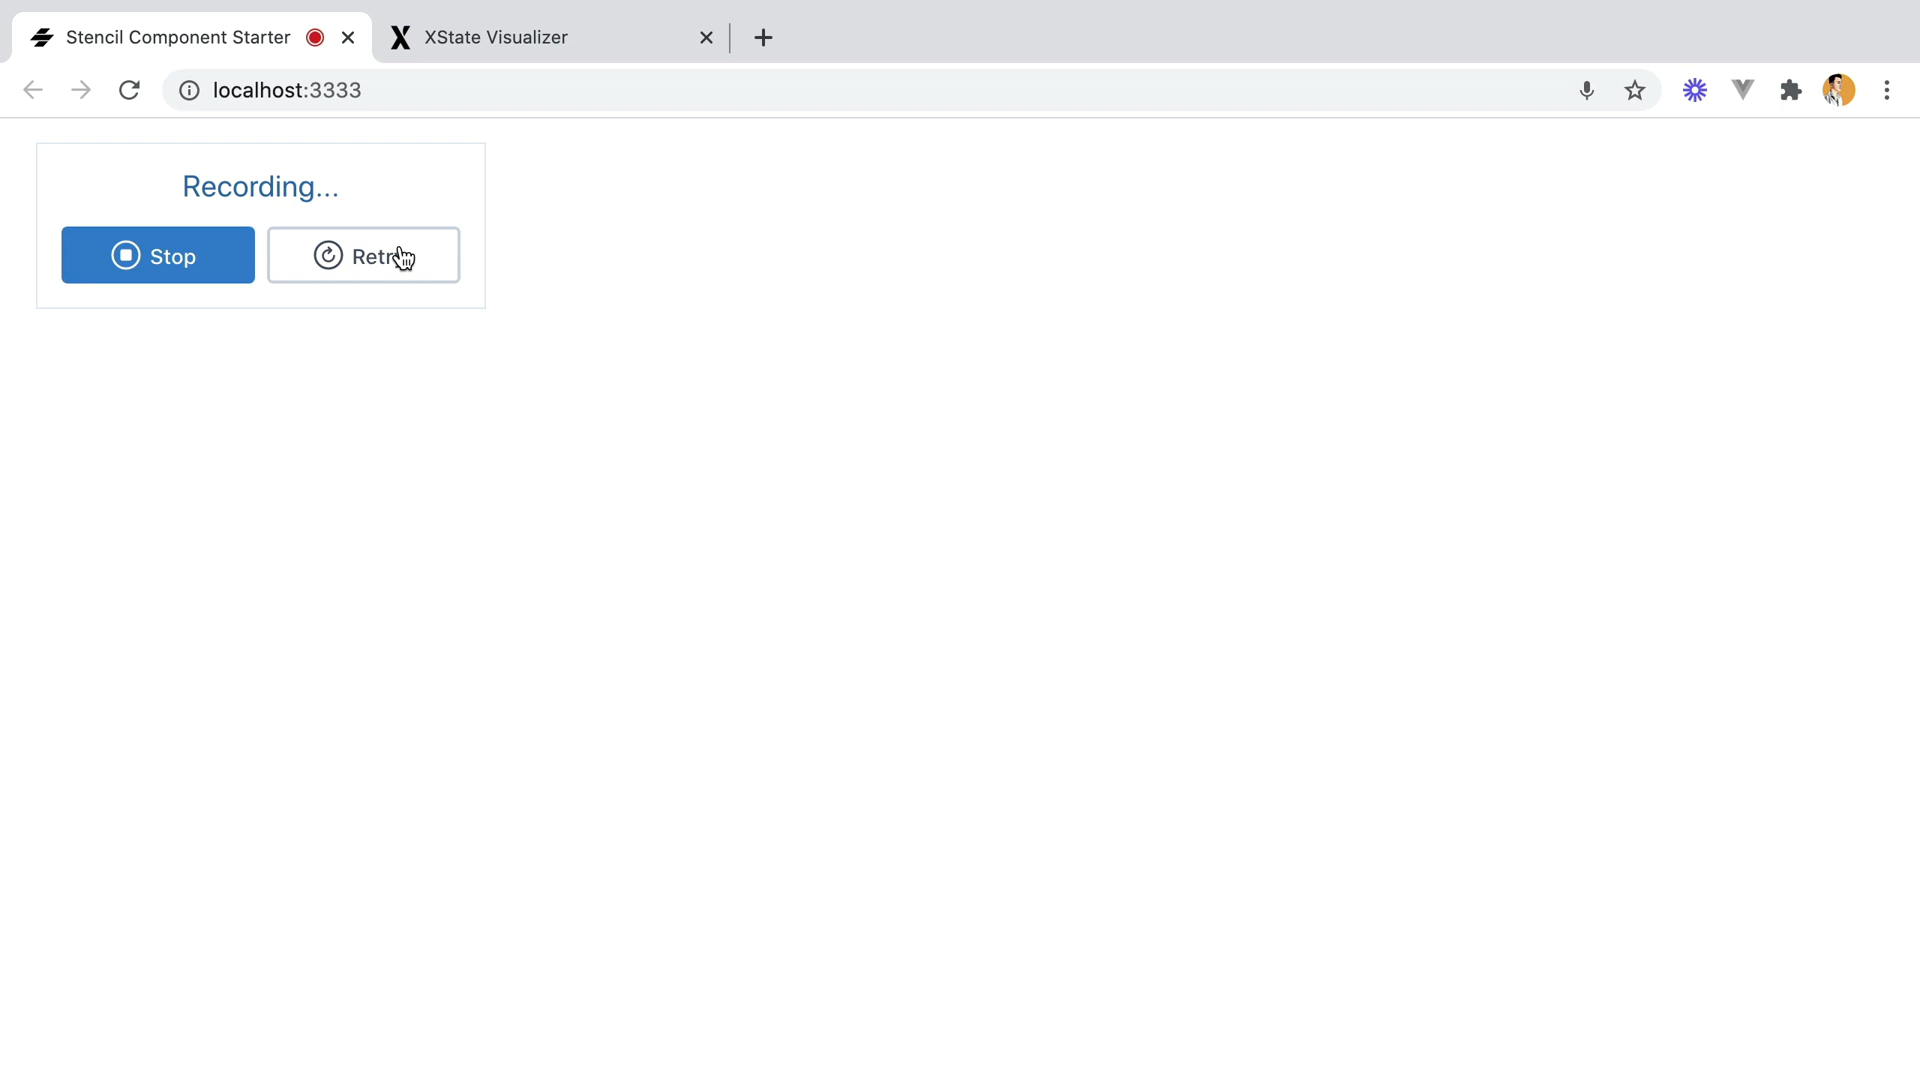 Stencil Component Starter
XState Visualizer
localhost:3333
Recording...
Stop